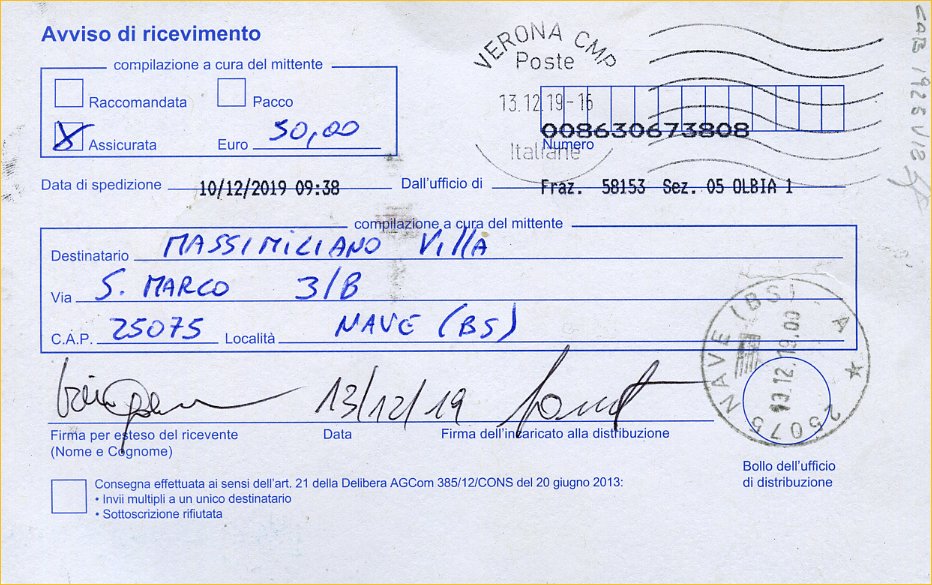 Avviso di ricevimento
compilazione a cura del mittente
Raccomandata Pacco
X Assicurata Euro 50,00
VERONA CMP
Poste
13.12.19-16
Italiane
008630673808
Numero
Data di spedizione 10/12/2019 09:38 Dall'ufficio di Fraz. 58153 Sez. 05 OLBIA 1
compilazione a cura del mittente
Destinatario MASSIMILIANO Villa
Via S. MARCO 3/B
C.A.P. 25075 Località NAVE (BS)
13/12/19
Firma per esteso del ricevente Data Firma dell'incaricato alla distribuzione
(Nome e Cognome)
25075 NAVE (BS) . A *
13.12.19.00
Bollo dell'ufficio
di distribuzione
Consegna effettuata ai sensi dell'art. 21 della Delibera AGCom 385/12/CONS del 20 giugno 2013:
• Invii multipli a un unico destinatario
• Sottoscrizione rifiutata